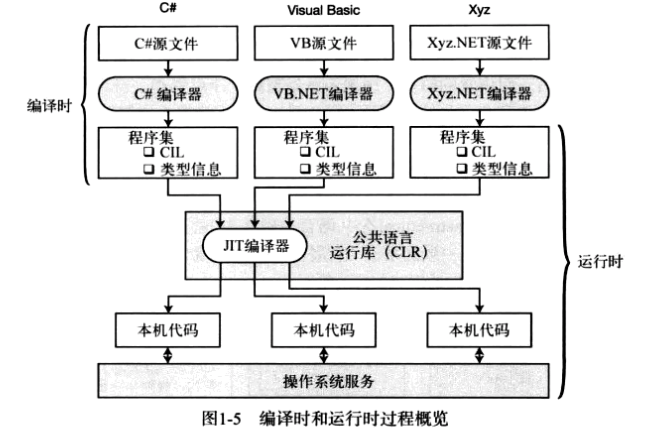 C# Visual Basic Xyz
C#源文件 VB源文件 Xyz.NET源文件
编译时
C# 编译器 VB.NET编译器 Xyz.NET编译器
程序集 程序集 程序集
❑ CIL ❑ CIL ❑ CIL
❑ 类型信息 ❑ 类型信息 ❑ 类型信息
JIT编译器
公共语言
运行库（CLR）
运行时
本机代码 本机代码 本机代码
操作系统服务
图1-5 编译时和运行时过程概览